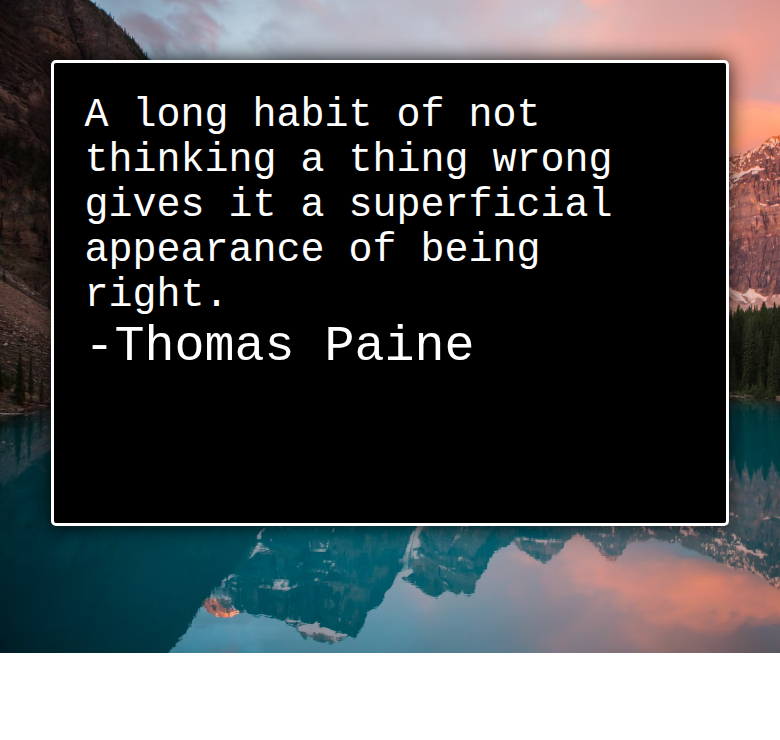 A long habit of not
thinking a thing wrong
gives it a superficial
appearance of being
right.
-Thomas Paine